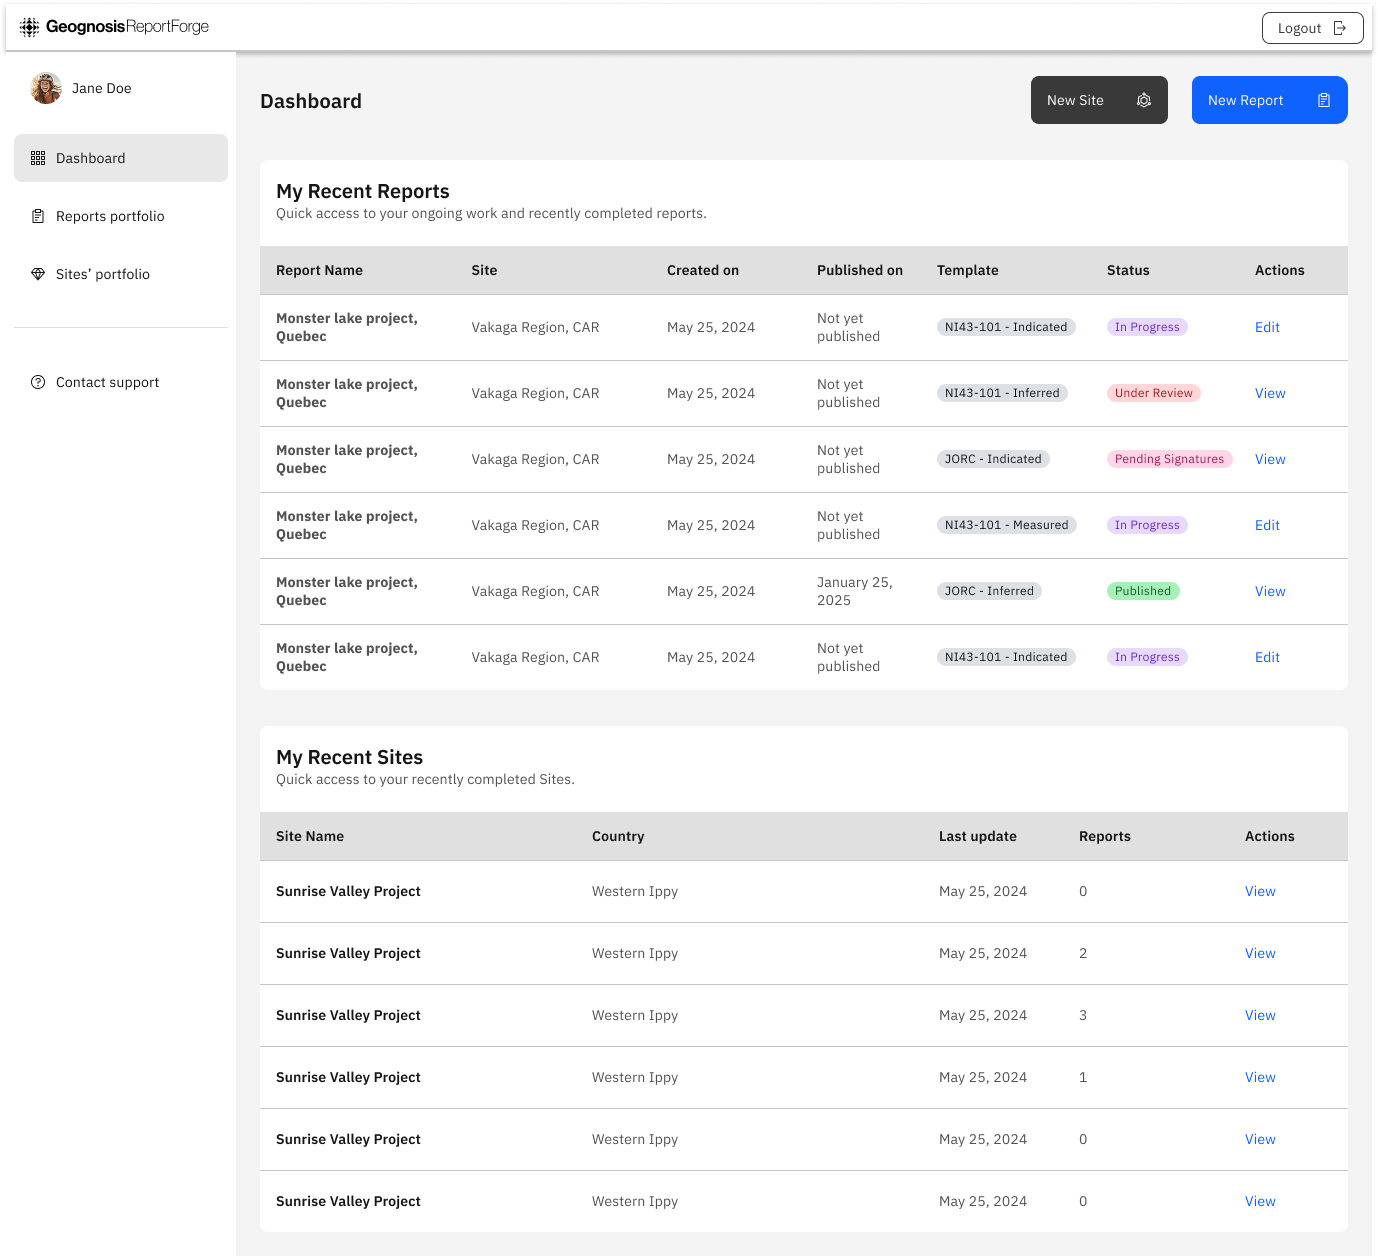 Geognosis ReportForge
Logout
Jane Doe
Dashboard
Reports portfolio
Sites’ portfolio
Contact support
Dashboard
New Site
New Report
My Recent Reports
Quick access to your ongoing work and recently completed reports.
Report Name Site Created on Published on Template Status Actions
Monster lake project,
Quebec
Vakaga Region, CAR
May 25, 2024
Not yet
published
NI43-101 - Indicated
In Progress
Edit
Monster lake project,
Quebec
Vakaga Region, CAR
May 25, 2024
Not yet
published
NI43-101 - Inferred
Under Review
View
Monster lake project,
Quebec
Vakaga Region, CAR
May 25, 2024
Not yet
published
JORC - Indicated
Pending Signatures
View
Monster lake project,
Quebec
Vakaga Region, CAR
May 25, 2024
Not yet
published
NI43-101 - Measured
In Progress
Edit
Monster lake project,
Quebec
Vakaga Region, CAR
May 25, 2024
January 25,
2025
JORC - Inferred
Published
View
Monster lake project,
Quebec
Vakaga Region, CAR
May 25, 2024
Not yet
published
NI43-101 - Indicated
In Progress
Edit
My Recent Sites
Quick access to your recently completed Sites.
Site Name Country Last update Reports Actions
Sunrise Valley Project Western Ippy May 25, 2024 0 View
Sunrise Valley Project Western Ippy May 25, 2024 2 View
Sunrise Valley Project Western Ippy May 25, 2024 3 View
Sunrise Valley Project Western Ippy May 25, 2024 1 View
Sunrise Valley Project Western Ippy May 25, 2024 0 View
Sunrise Valley Project Western Ippy May 25, 2024 0 View